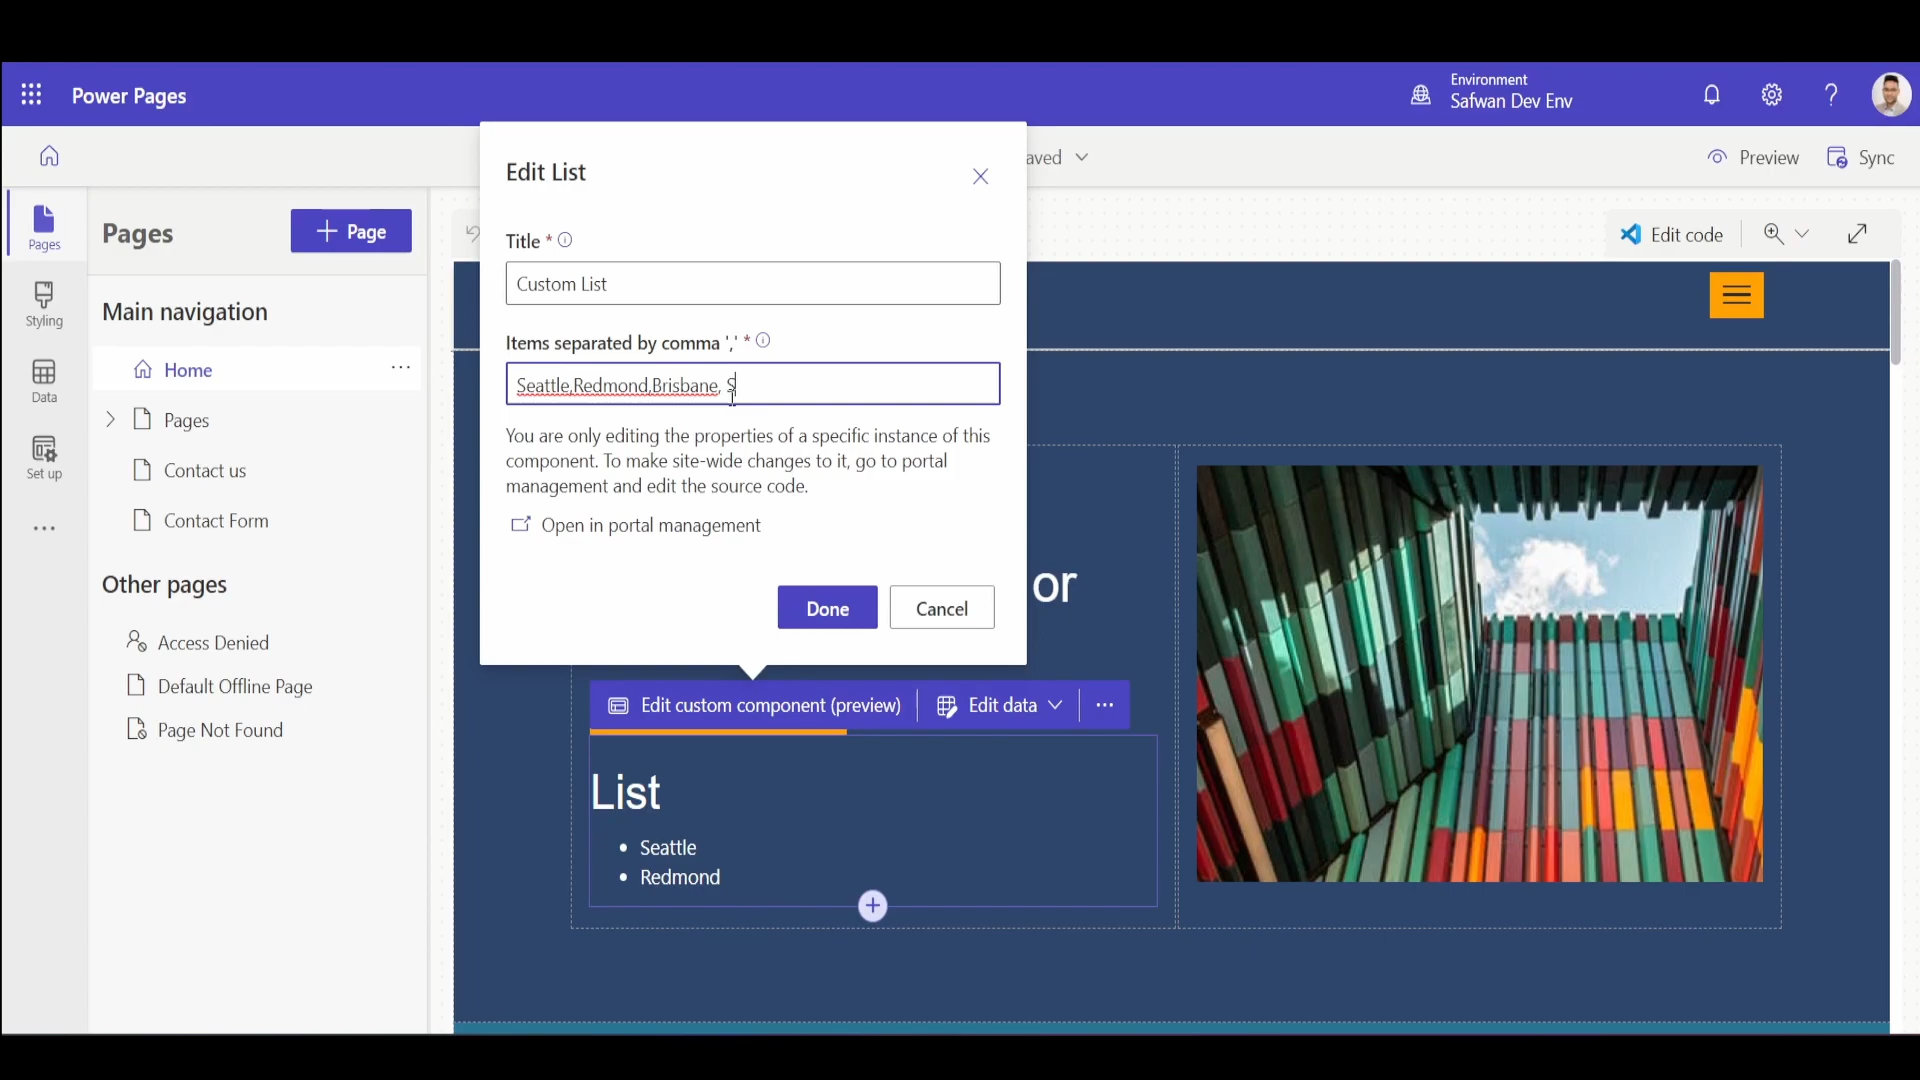 Power Pages
Environment
Safwan Dev Env
?
aved
Preview
Sync
Pages
Styling
Data
Set up
Pages
+ Page
Main navigation
Home
Pages
Contact us
Contact Form
Other pages
Access Denied
Default Offline Page
Page Not Found
Edit List
Title *
Custom List
Items separated by comma ',' *
Seattle,Redmond,Brisbane, S
You are only editing the properties of a specific instance of this
component. To make site-wide changes to it, go to portal
management and edit the source code.
Open in portal management
Done
Cancel
Edit code
or
Edit custom component (preview)
Edit data
List
• Seattle
• Redmond